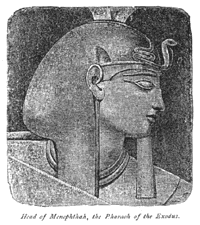 Head of Menephthah, the Pharaoh of the Exodus.